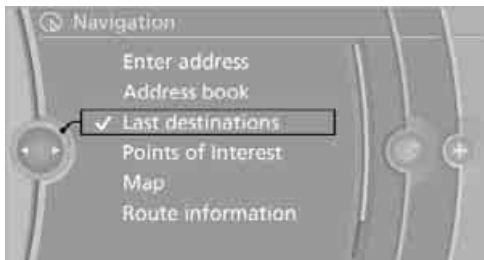 Navigation
Enter address
Address book
Last destinations
Points of Interest
Map
Route information